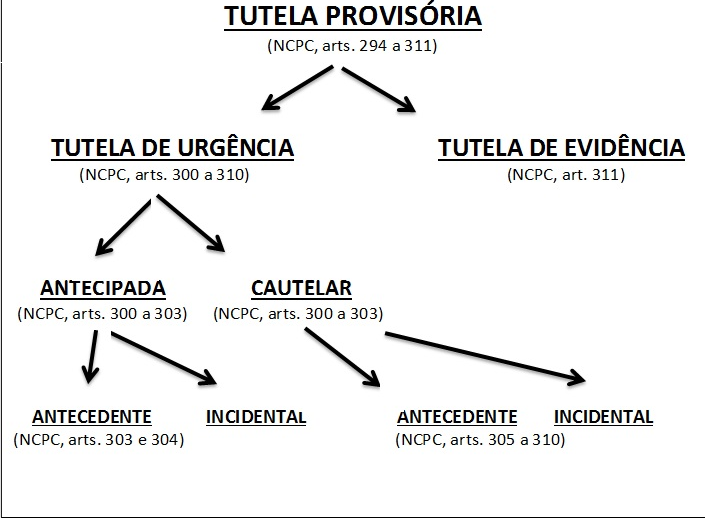 TUTELA PROVISÓRIA
(NCPC, arts. 294 a 311)
TUTELA DE URGÊNCIA
(NCPC, arts. 300 a 310)
TUTELA DE EVIDÊNCIA
(NCPC, art. 311)
ANTECIPADA
(NCPC, arts. 300 a 303)
CAUTELAR
(NCPC, arts. 300 a 303)
ANTECEDENTE
(NCPC, arts. 303 e 304)
INCIDENTAL
ANTECEDENTE
(NCPC, arts. 305 a 310)
INCIDENTAL